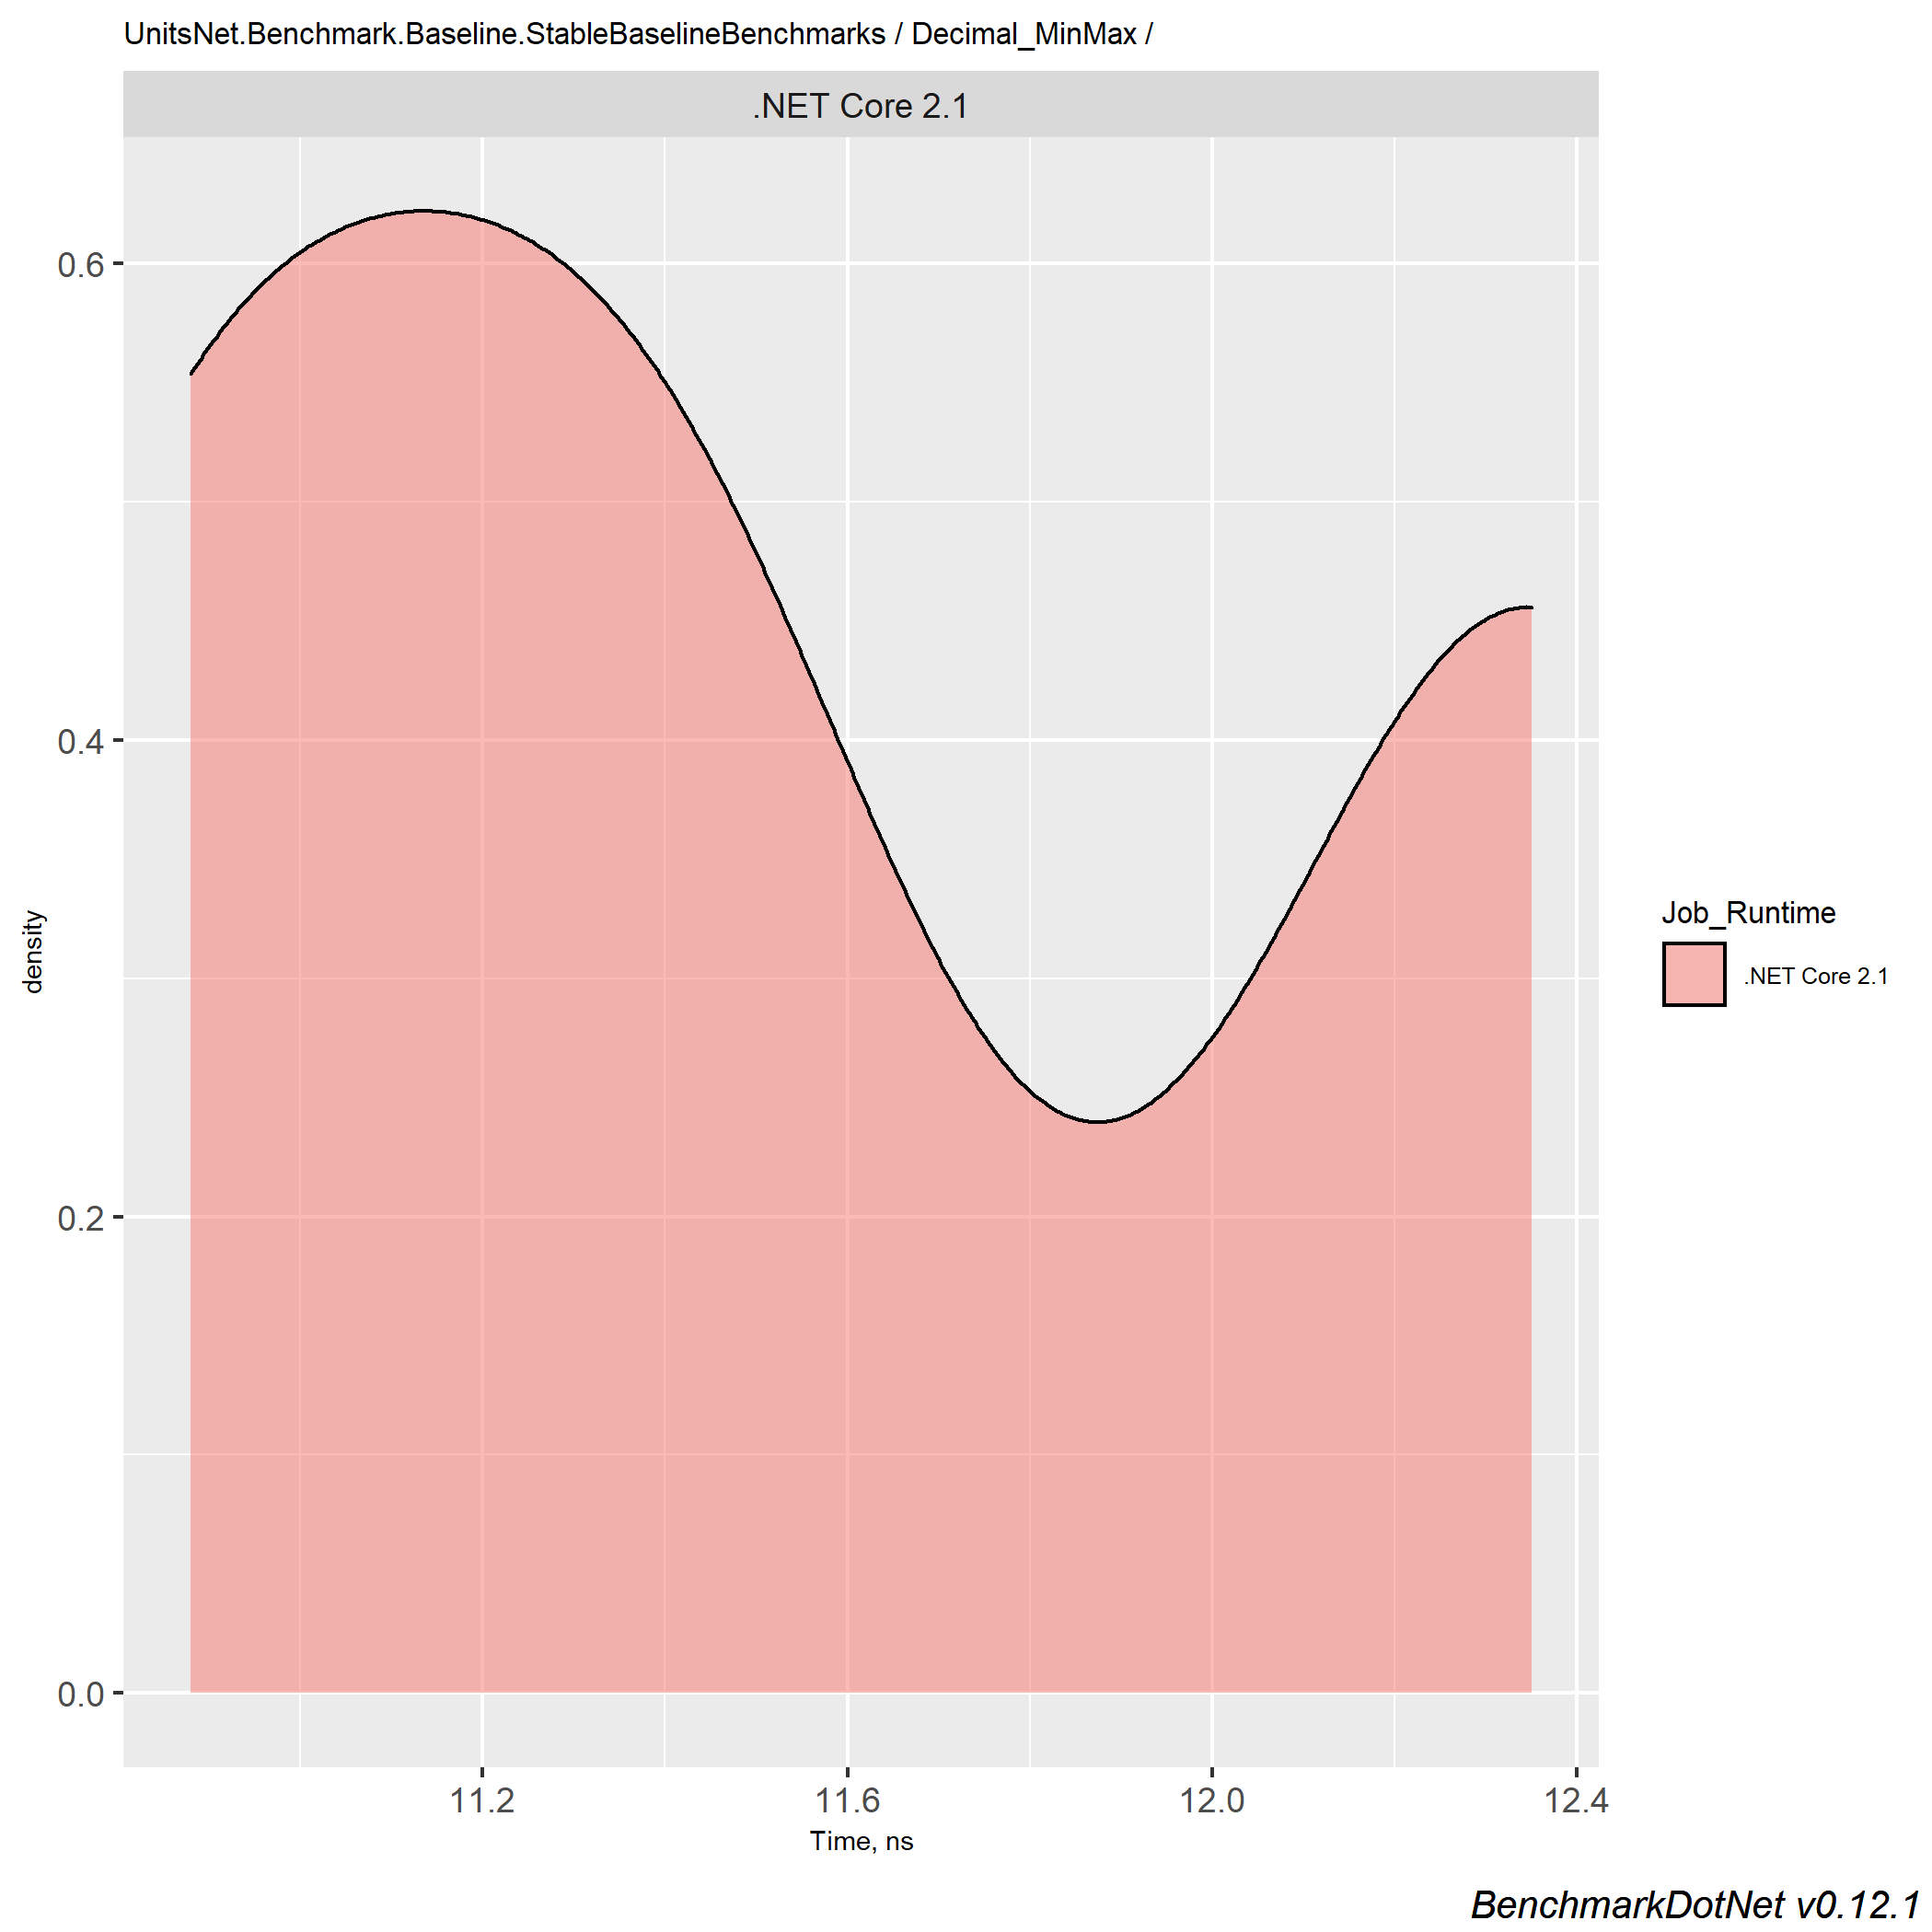 UnitsNet.Benchmark.Baseline.StableBaselineBenchmarks / Decimal_MinMax /
.NET Core 2.1
0.6
0.4
0.2
0.0
density
11.2 11.6 12.0 12.4
Time, ns
Job_Runtime
.NET Core 2.1
BenchmarkDotNet v0.12.1